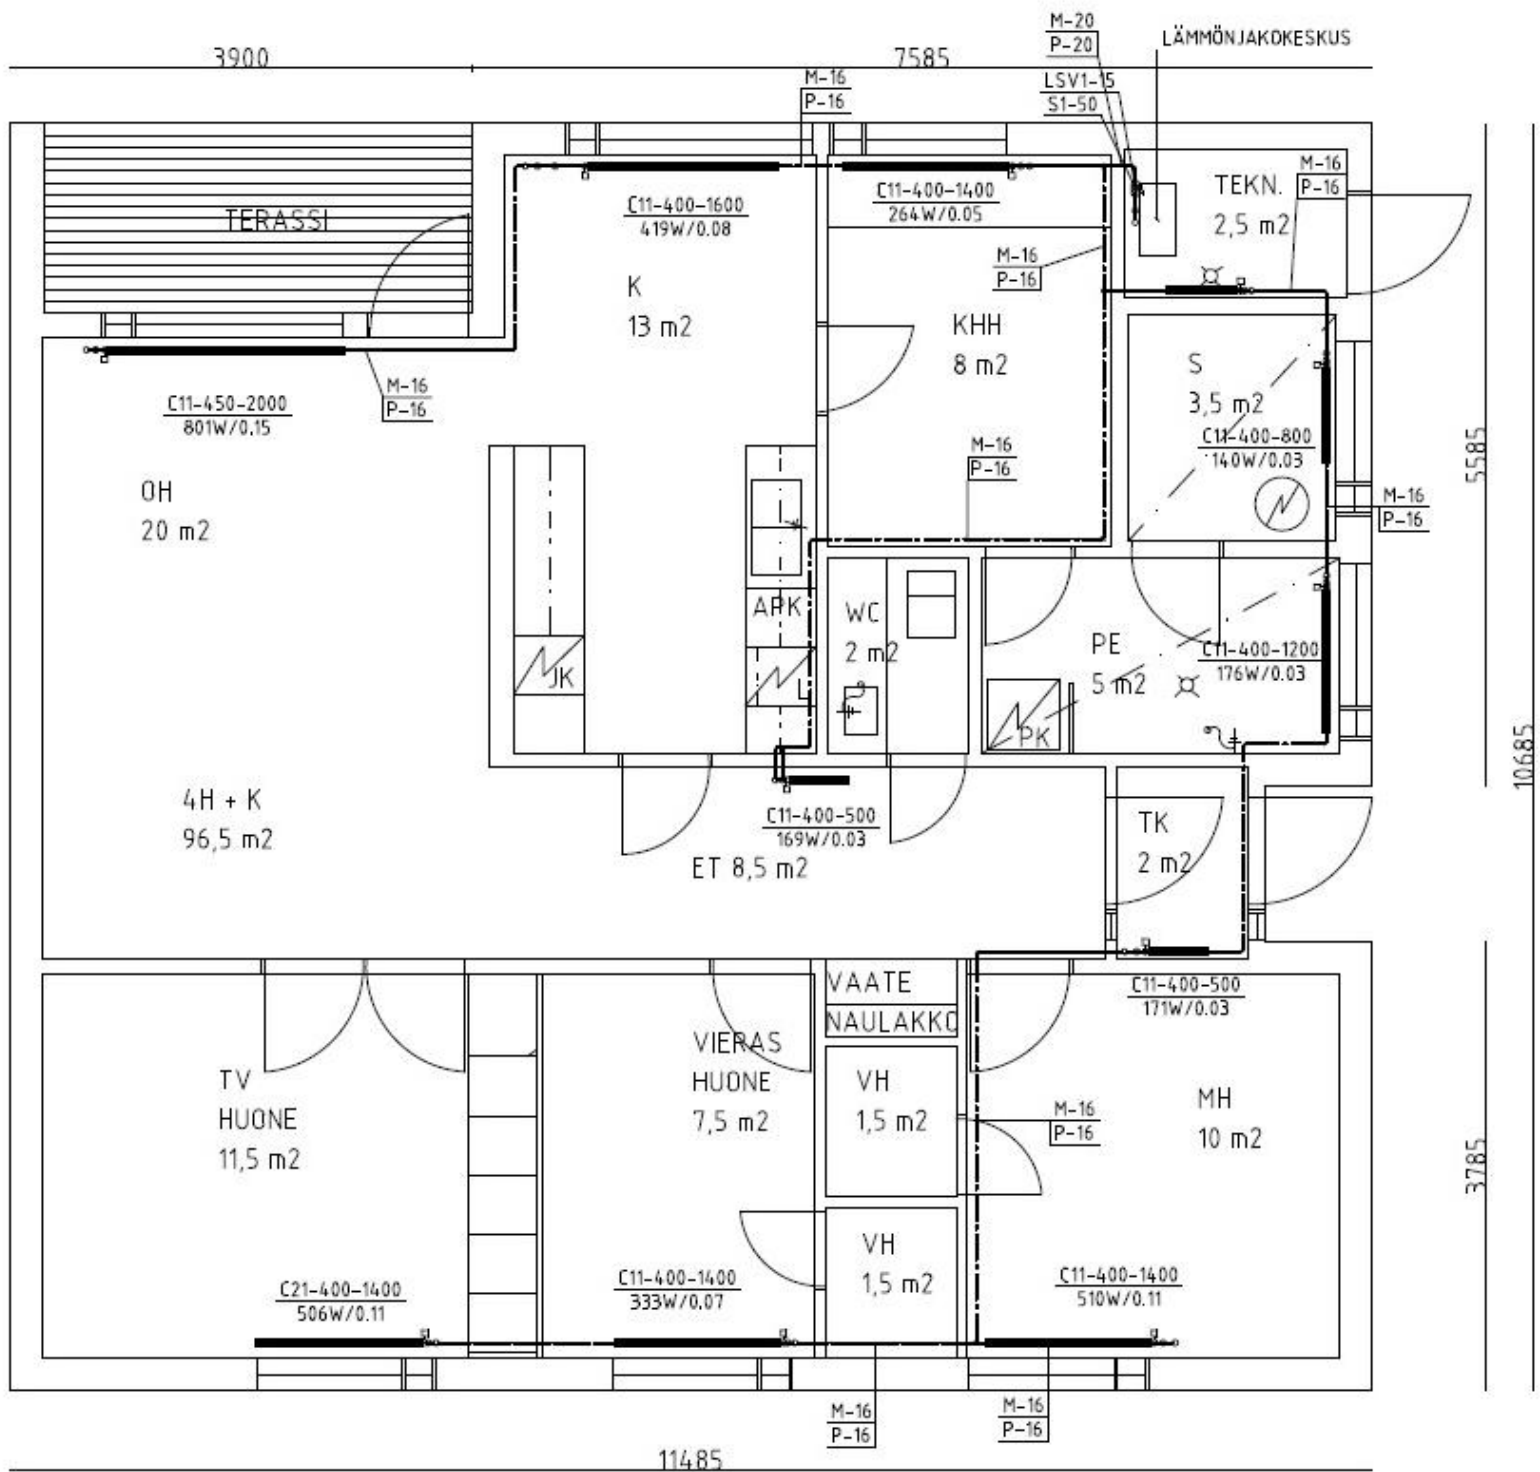 M-20
P-20
LÄMMÖNJAKOKESKUS
3900
7585
M-16
P-16
LSV1-15
S1-50
TERASSI
C11-400-1600
419W/0.08
C11-400-1400
264W/0.05
TEKN.
2,5 m2
M-16
P-16
K
13 m2
M-16
P-16
KHH
8 m2
S
3,5 m2
C11-400-800
140W/0.03
C11-450-2000
801W/0.15
M-16
P-16
M-16
P-16
M-16
P-16
5585
OH
20 m2
APK
WC
2 m2
PE
5 m2
C11-400-1200
176W/0.03
JK
L
PK
10685
4H + K
96,5 m2
C11-400-500
169W/0.03
ET 8,5 m2
TK
2 m2
VAATE
NAULAKKO
C11-400-500
171W/0.03
TV
HUONE
11,5 m2
VIERAS
HUONE
7,5 m2
VH
1,5 m2
M-16
P-16
MH
10 m2
3785
VH
1,5 m2
C21-400-1400
506W/0.11
C11-400-1400
333W/0.07
C11-400-1400
510W/0.11
M-16
P-16
M-16
P-16
11485